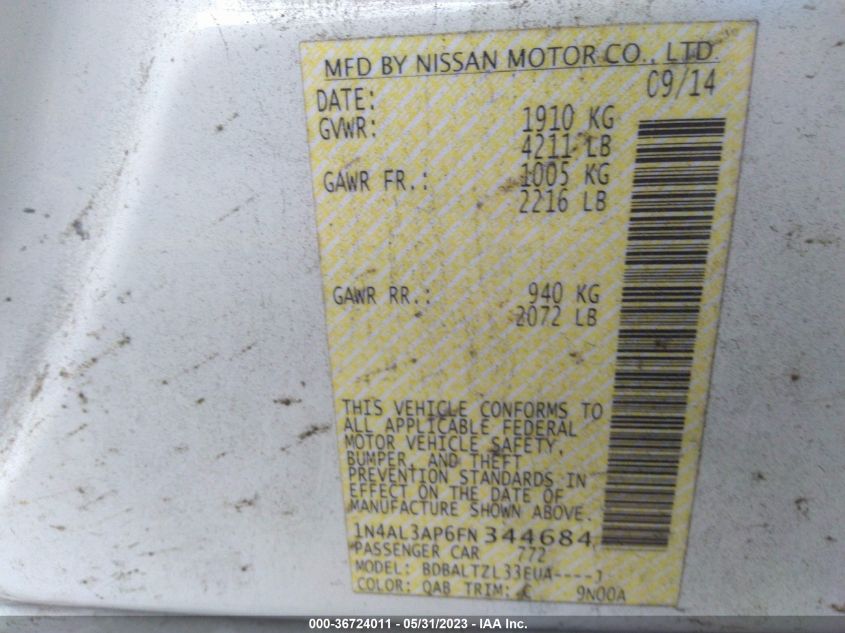 MFD BY NISSAN MOTOR CO., LTD.
DATE: 09/14
GVWR: 1910 KG
4211 LB
GAWR FR.: 1005 KG
2216 LB
GAWR RR.: 940 KG
2072 LB
THIS VEHICLE CONFORMS TO
ALL APPLICABLE FEDERAL
MOTOR VEHICLE SAFETY,
BUMPER, AND THEFT
PREVENTION STANDARDS IN
EFFECT ON THE DATE OF
MANUFACTURE SHOWN ABOVE.
1N4AL3AP6FN 344684
PASSENGER CAR 772
MODEL: BDBALTZL33EUA----J
COLOR: QAB TRIM: C 9N00A
000-36724011 - 05/31/2023 - IAA Inc.